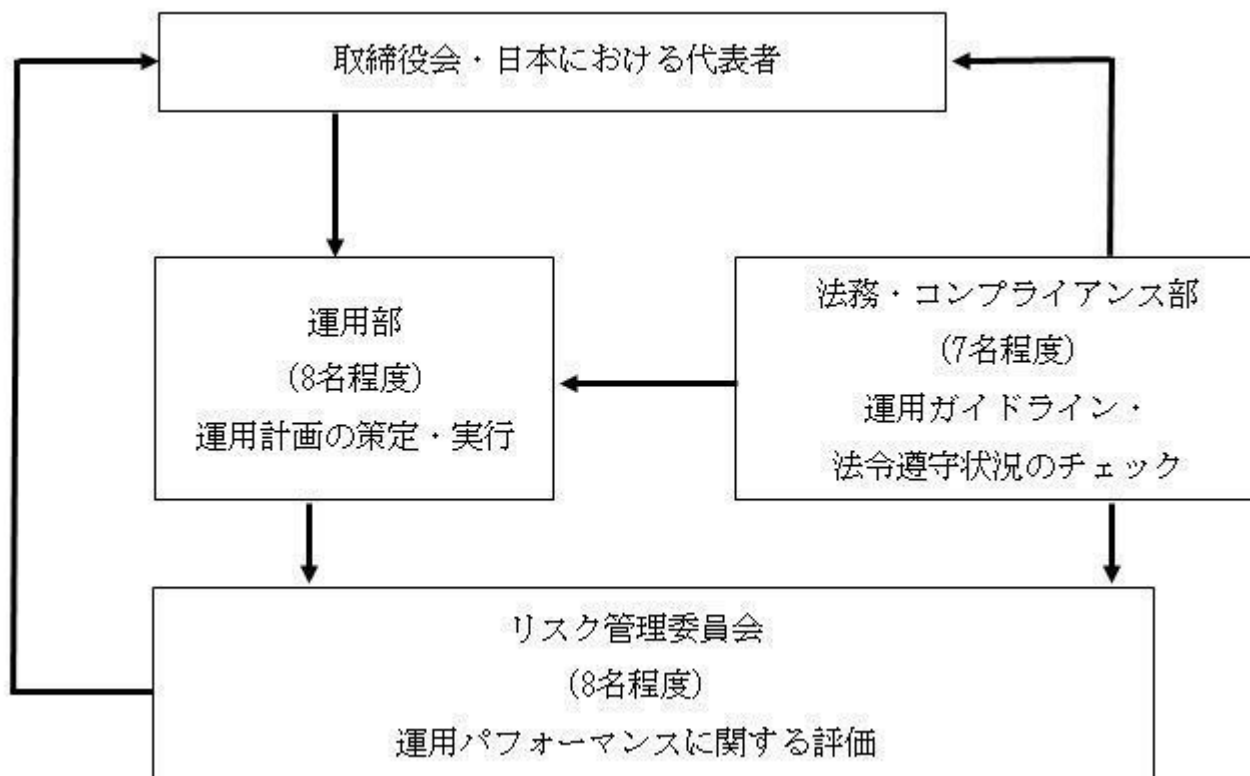 取締役会・日本における代表者
運用部
(8名程度)
運用計画の策定・実行
法務・コンプライアンス部
(7名程度)
運用ガイドライン・
法令遵守状況のチェック
リスク管理委員会
(8名程度)
運用パフォーマンスに関する評価